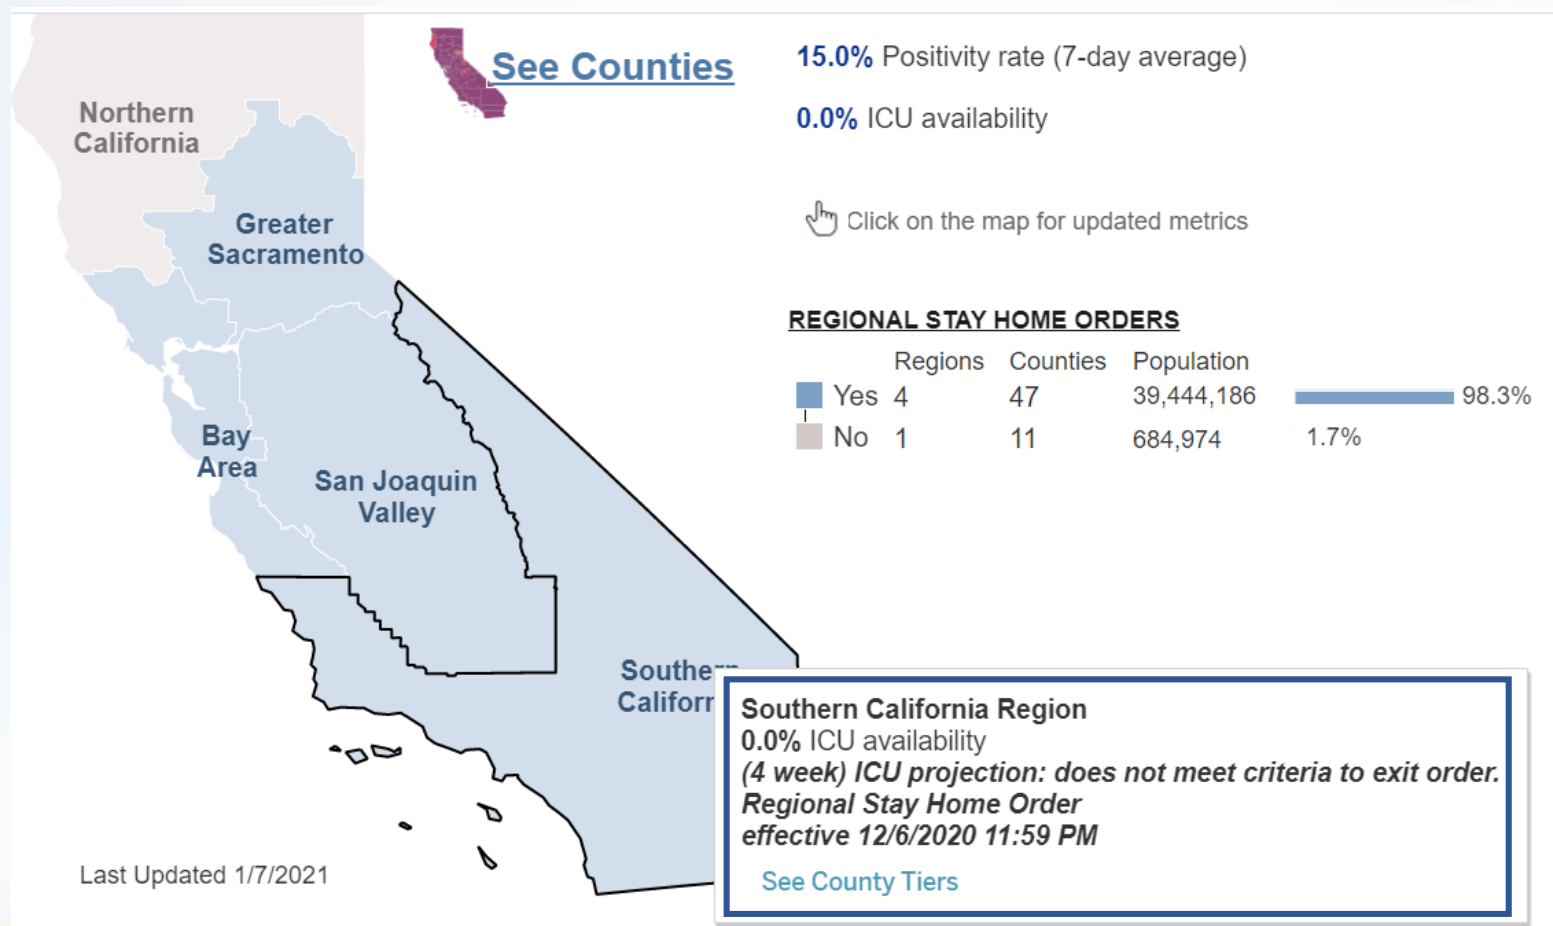 See Counties
15.0% Positivity rate (7-day average)
0.0% ICU availability
Click on the map for updated metrics
Northern
California
Greater
Sacramento
Bay
Area
San Joaquin
Valley
Southern
Californ
REGIONAL STAY HOME ORDERS
Regions Counties Population
Yes 4 47 39,444,186 98.3%
No 1 11 684,974 1.7%
Southern California Region
0.0% ICU availability
(4 week) ICU projection: does not meet criteria to exit order.
Regional Stay Home Order
effective 12/6/2020 11:59 PM
See County Tiers
Last Updated 1/7/2021